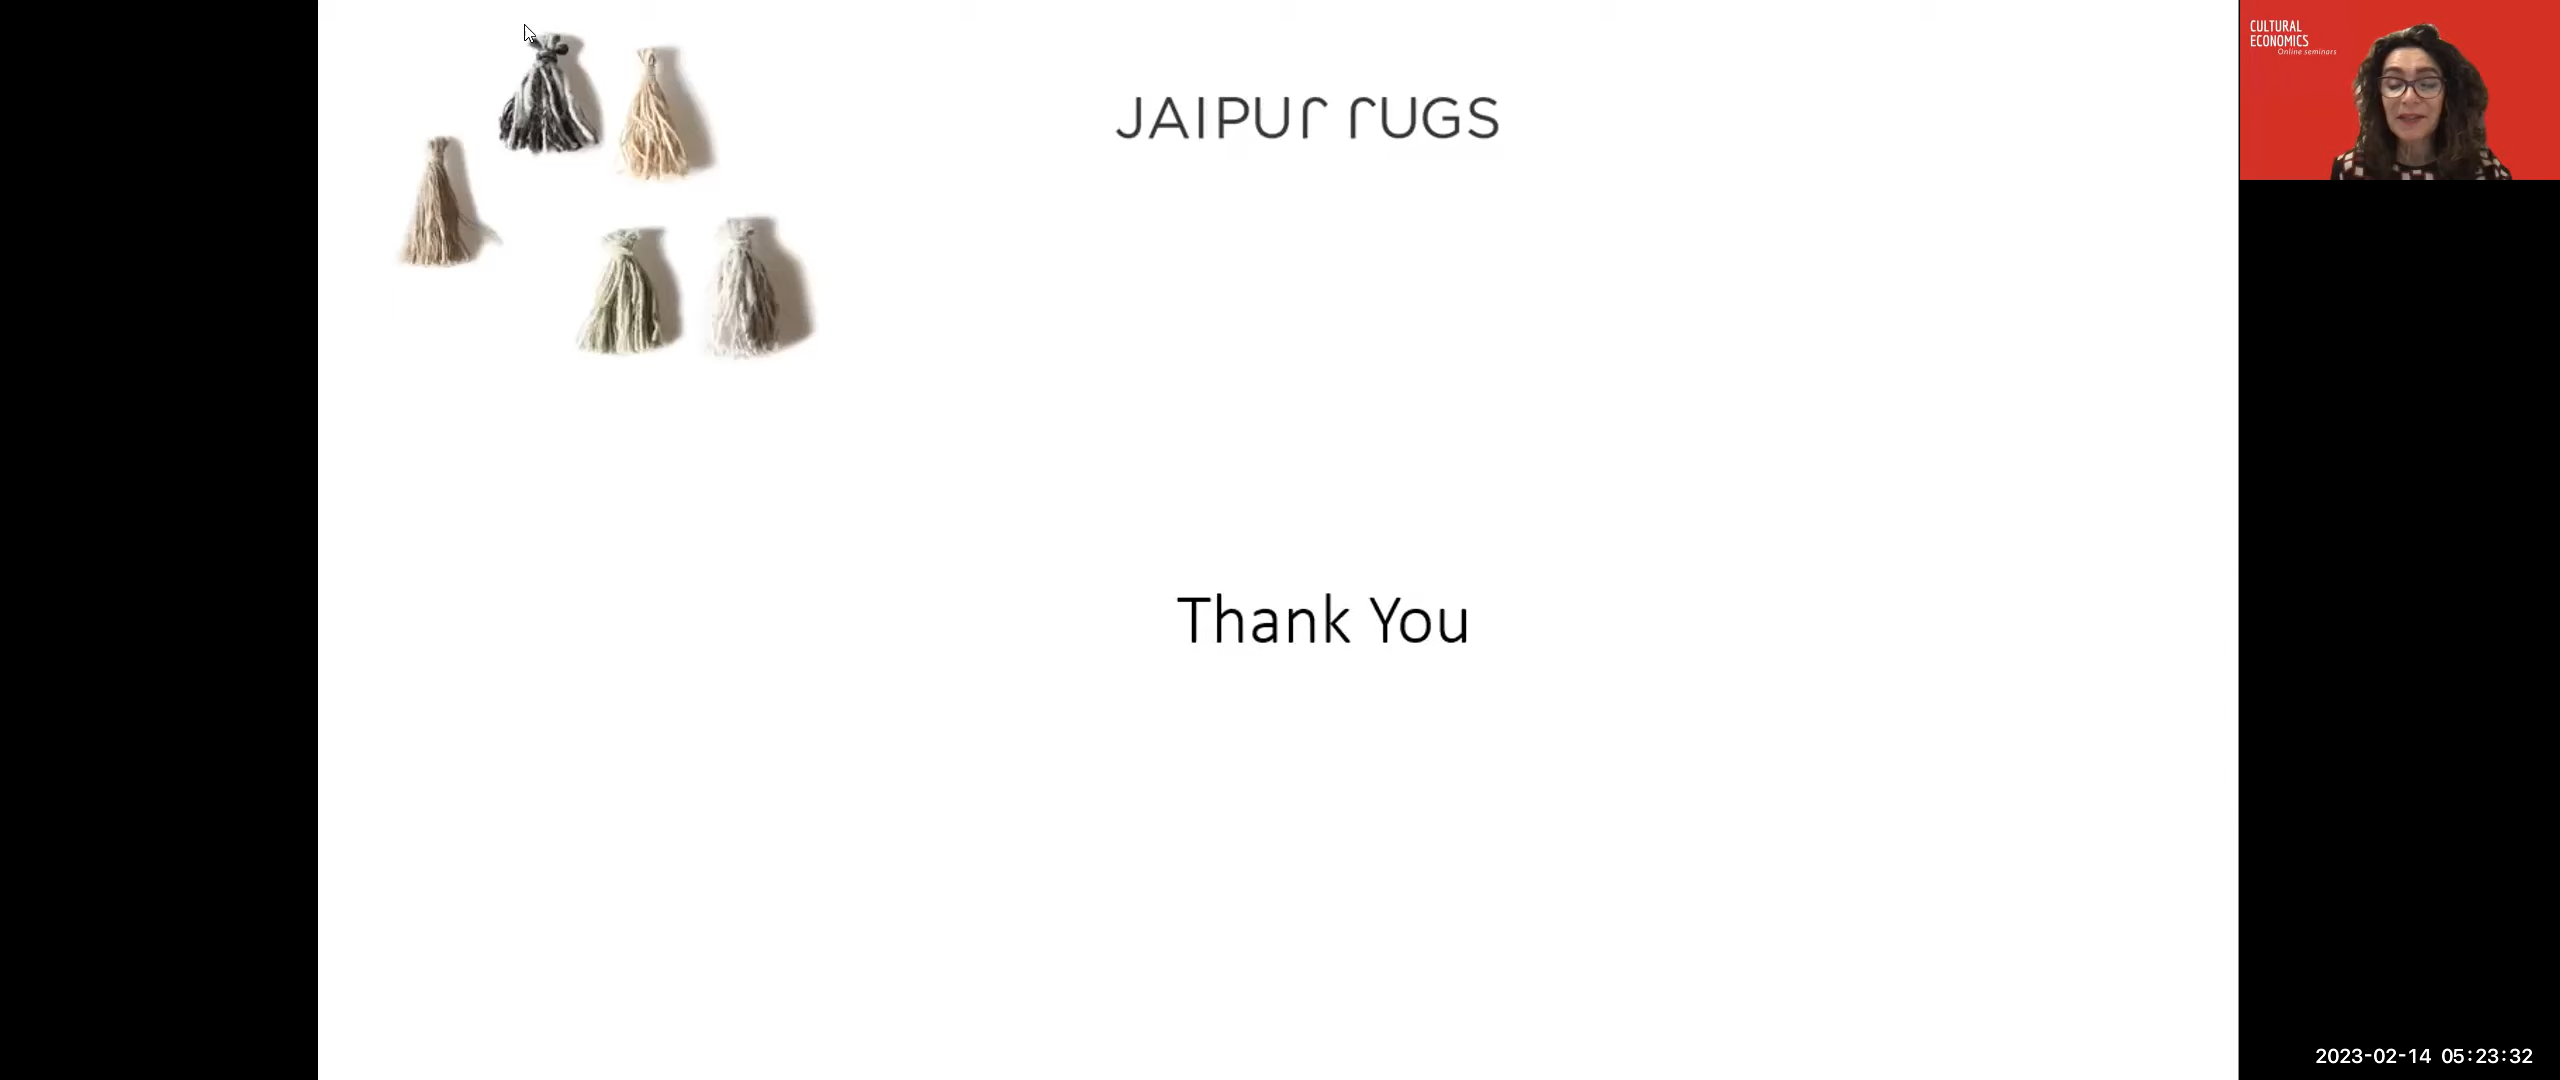 JAIPUR RUGS
CULTURAL
ECONOMICS
Online seminars
Thank You
2023-02-14 05:23:32